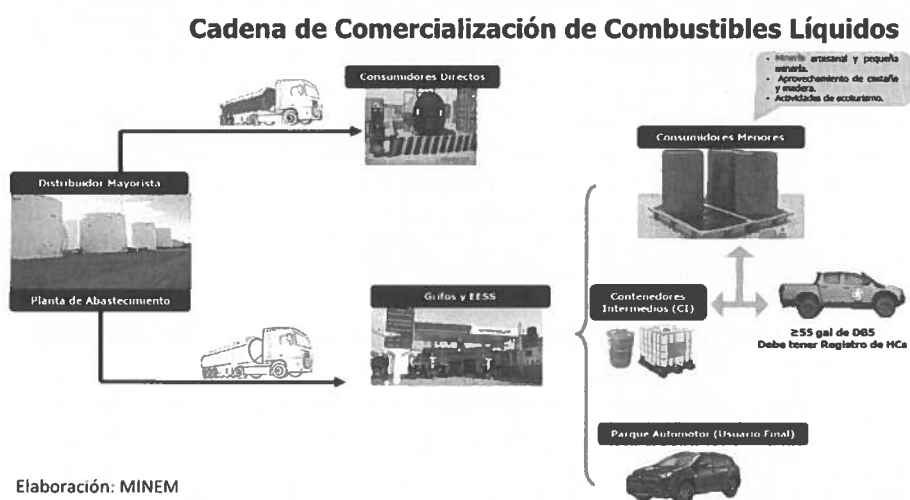 Cadena de Comercialización de Combustibles Líquidos
Consumidores Directos
• Minería artesanal y pequeña
minería.
• Aprovechamiento de castaña
y madera.
• Actividades de ecoturismo.
Consumidores Menores
Distribuidor Mayorista
Planta de Abastecimiento
Grifos y EESS
Contenedores
Intermedios (CI)
≥55 gal de DB5
Debe tener Registro de HCs
Parque Automotor (Usuario Final)
Elaboración: MINEM